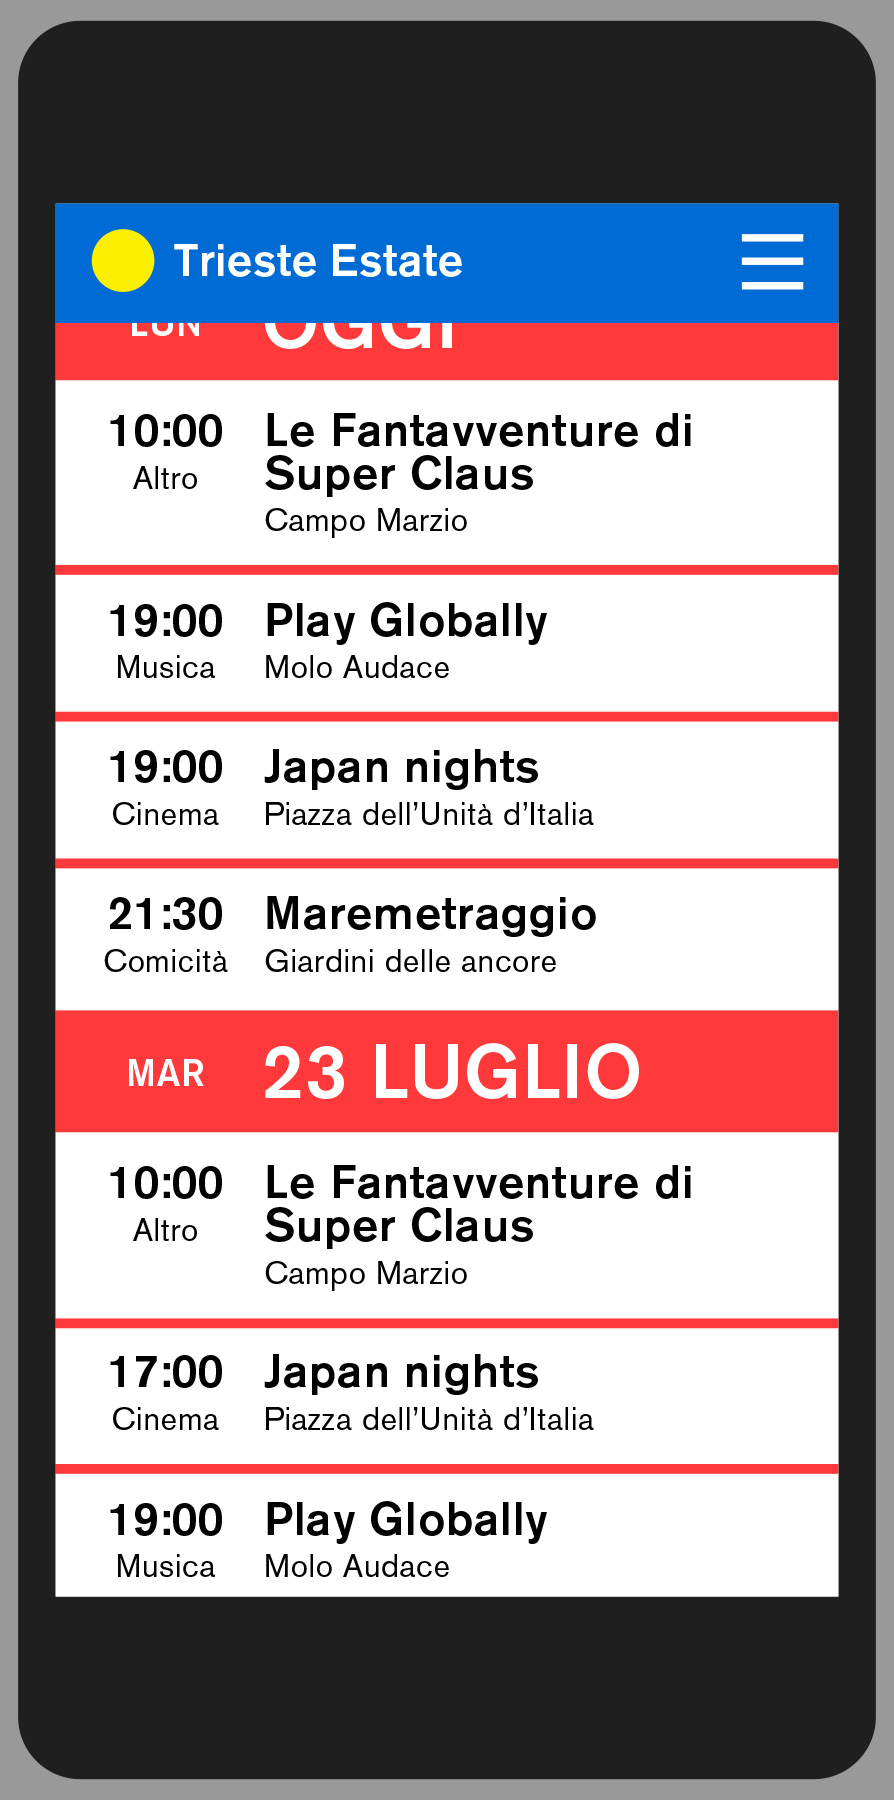 Trieste Estate
LUN OGGI
10:00 Le Fantavventure di
Altro Super Claus
Campo Marzio
19:00 Play Globally
Musica Molo Audace
19:00 Japan nights
Cinema Piazza dell’Unità d’Italia
21:30 Maremetraggio
Comicità Giardini delle ancore
MAR 23 LUGLIO
10:00 Le Fantavventure di
Altro Super Claus
Campo Marzio
17:00 Japan nights
Cinema Piazza dell’Unità d’Italia
19:00 Play Globally
Musica Molo Audace